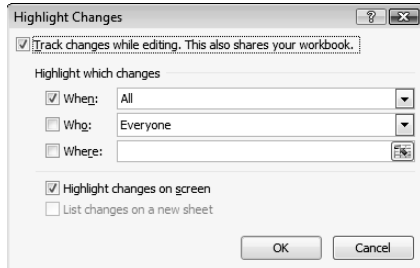 Highlight Changes
Track changes while editing. This also shares your workbook.
Highlight which changes
When: All
Who: Everyone
Where:
Highlight changes on screen
List changes on a new sheet
OK Cancel